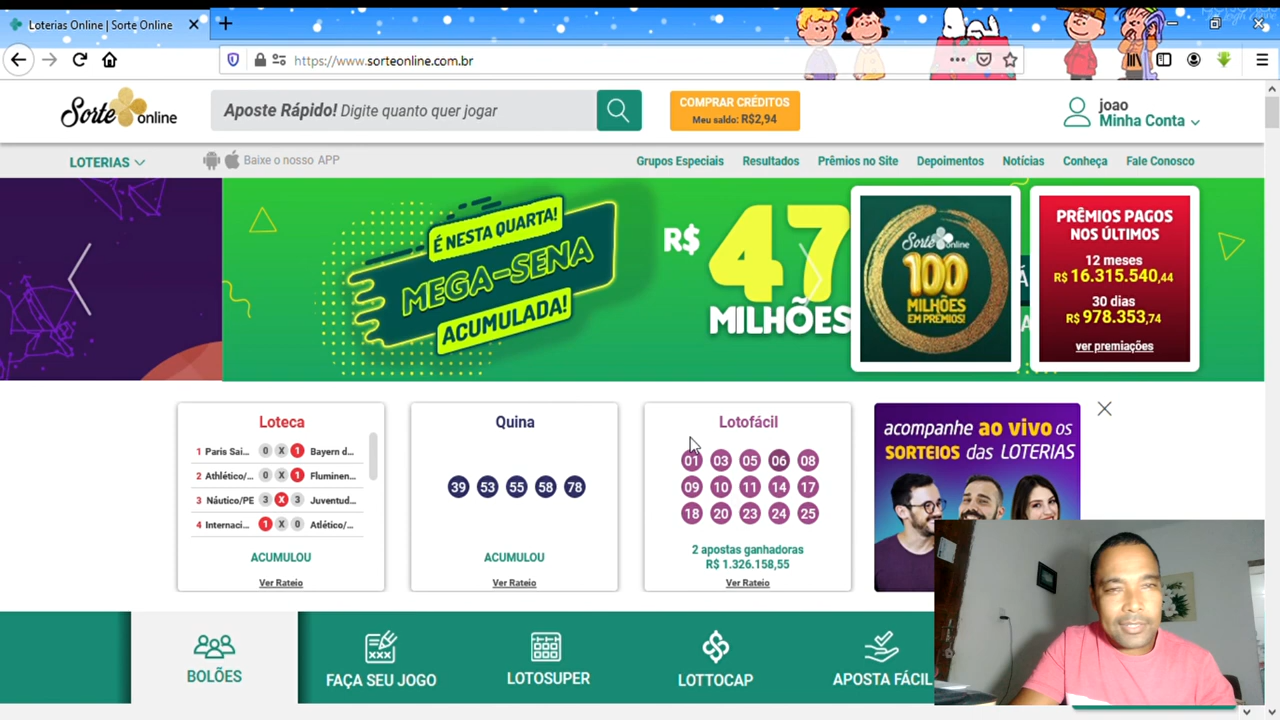 Loterias Online | Sorte Online
https://www.sorteonline.com.br
Sorte online
Aposte Rápido! Digite quanto quer jogar
COMPRAR CRÉDITOS
Meu saldo: R$2,94
joao
Minha Conta
LOTERIAS
Baixe o nosso APP
Grupos Especiais
Resultados
Prêmios no Site
Depoimentos
Notícias
Conheça
Fale Conosco
É NESTA QUARTA!
MEGA-SENA
ACUMULADA!
R$ 47
MILHÕES
Sorte online
100
MILHÕES
EM PRÊMIOS!
PRÊMIOS PAGOS
NOS ÚLTIMOS
12 meses
R$ 16.315.540,44
30 dias
R$ 978.353,74
ver premiações
Loteca
1 Paris Sai... 0 X 1 Bayern d...
2 Athlético/... 0 X 1 Fluminen...
3 Náutico/PE 3 X 3 Juventud...
4 Internaci... 1 X 0 Atlético/...
ACUMULOU
Ver Rateio
Quina
39 53 55 58 78
ACUMULOU
Ver Rateio
Lotofácil
01 03 05 06 08
09 10 11 14 17
18 20 23 24 25
2 apostas ganhadoras
R$ 1.326.158,55
Ver Rateio
acompanhe ao vivo os
SORTEIOS das LOTERIAS
BOLÕES
FAÇA SEU JOGO
LOTOSUPER
LOTTOCAP
APOSTA FÁCIL